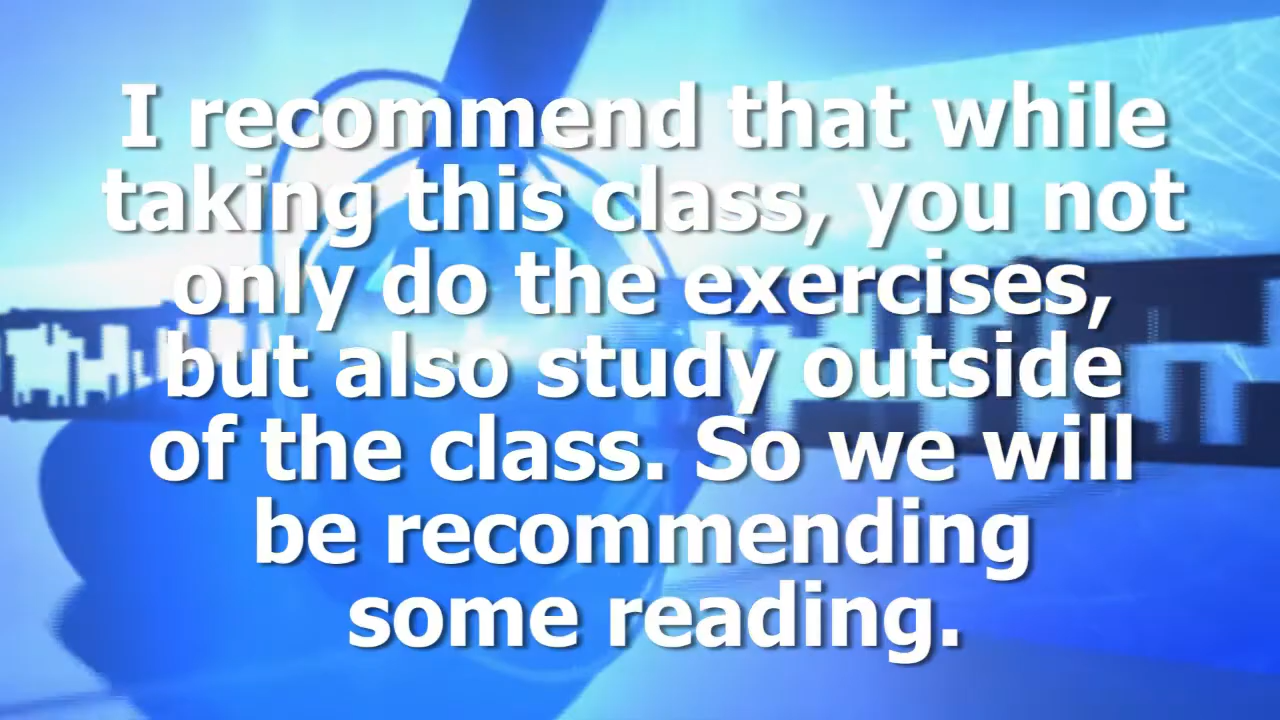 I recommend that while
taking this class, you not
only do the exercises,
but also study outside
of the class. So we will
be recommending
some reading.